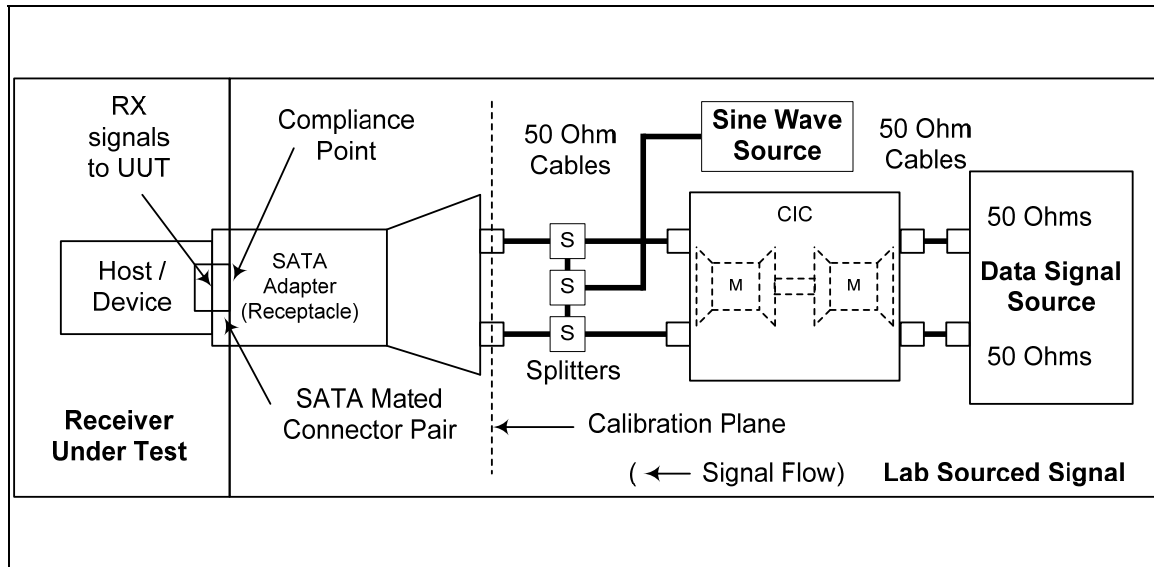 RX
signals
to UUT
Compliance
Point
50 Ohm
Cables
Sine Wave
Source
50 Ohm
Cables
Host /
Device
SATA
Adapter
(Receptacle)
S
S
S
Splitters
CIC
M
M
50 Ohms
Data Signal
Source
50 Ohms
SATA Mated
Connector Pair
Calibration Plane
Receiver
Under Test
( Signal Flow)
Lab Sourced Signal